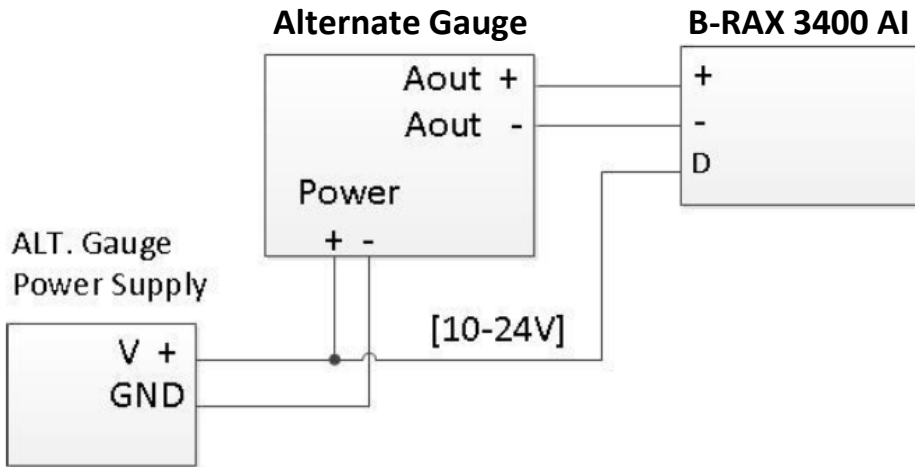 Alternate Gauge
B-RAX 3400 AI
Aout +
Aout -
Power
+ -
+
-
D
ALT. Gauge
Power Supply
V +
GND
[10-24V]